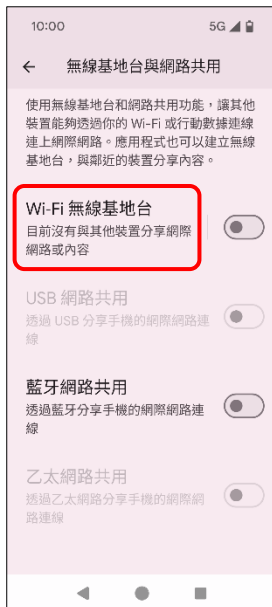 10:00 5G
無線基地台與網路共用
使用無線基地台和網路共用功能，讓其他
裝置能夠透過你的 Wi-Fi 或行動數據連線
連上網際網路。應用程式也可以建立無線
基地台，與鄰近的裝置分享內容。
Wi-Fi 無線基地台
目前沒有與其他裝置分享網際
網路或內容
USB 網路共用
透過 USB 分享手機的網際網路連
線
藍牙網路共用
透過藍牙分享手機的網際網路連
線
乙太網路共用
透過乙太網路分享手機的網際網
路連線